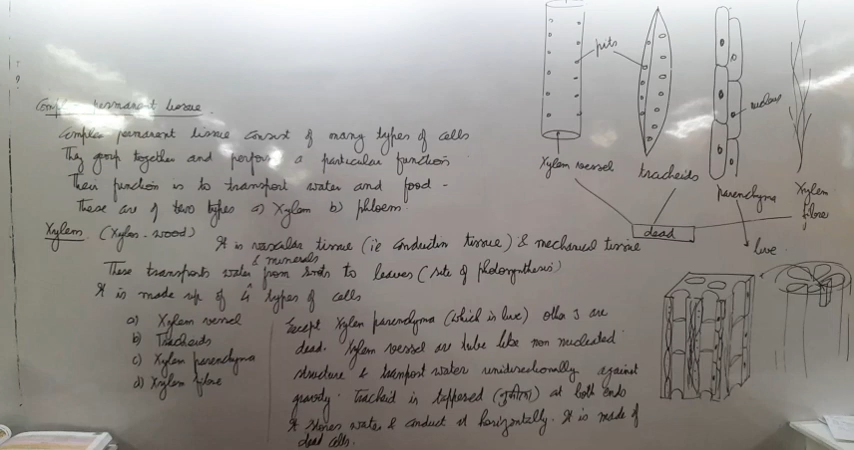 Comp. permanent tissue.
Complex permanent tissue consist of many types of cells
They group together and perform a particular function
Their function is to transport water and food -
These are of two types a) Xylem b) phloem.
Xylem (Xylos - wood) It is vascular tissue (ie conductin tissue) & mechanical tissue
These transports water & minerals from roots to leaves (site of photosynthesis)
It is made up of 4 types of cells
a) Xylem vessel
b) Tracheids
c) Xylem parenchyma
d) Xylem fibre
Except Xylem parenchyma (which is live) other 3 are
dead. Xylem vessel are tube like non nucleated
structure & transport water unidirectionally against
gravity. Tracheid is tappered at both ends
It stores water & conduct it horizontally. It is made of
dead cells.
pits
nucleus
Xylem vessel
tracheids
parenchyma
Xylem
fibre
dead
live